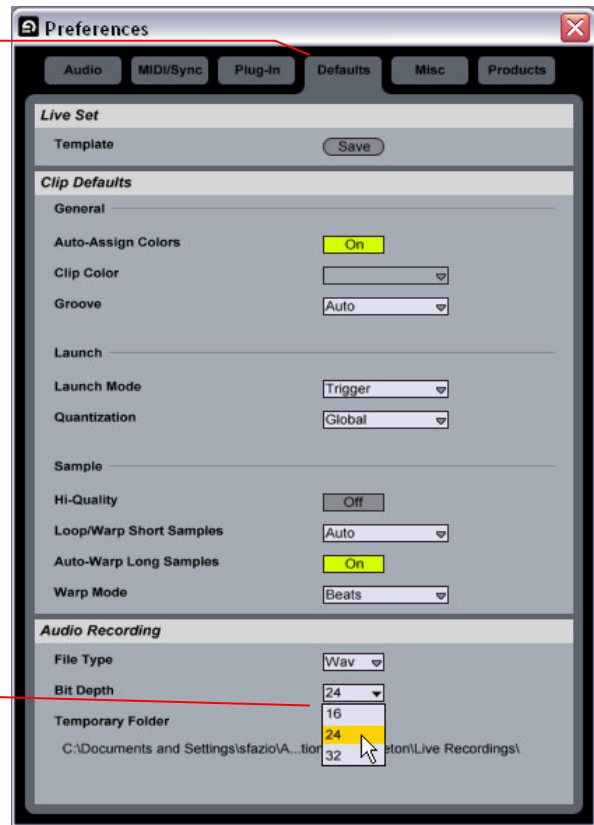 Preferences
Audio MIDI/Sync Plug-In Defaults Misc Products
Live Set
Template Save
Clip Defaults
General
Auto-Assign Colors On
Clip Color
Groove Auto
Launch
Launch Mode Trigger
Quantization Global
Sample
Hi-Quality Off
Loop/Warp Short Samples Auto
Auto-Warp Long Samples On
Warp Mode Beats
Audio Recording
File Type Wav
Bit Depth 24
16
Temporary Folder
24
C:\Documents and Settings\sfazio\A...tion eton\Live Recordings\
32